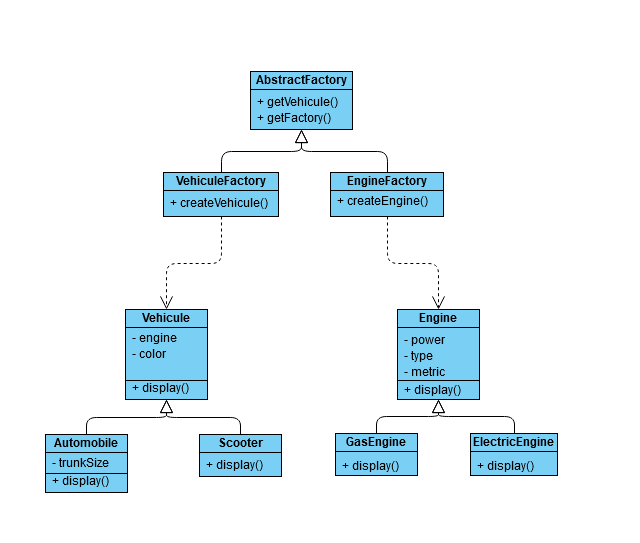 AbstractFactory
+ getVehicule()
+ getFactory()
VehiculeFactory
+ createVehicule()
EngineFactory
+ createEngine()
Vehicule
- engine
- color
+ display()
Engine
- power
- type
- metric
+ display()
Automobile
- trunkSize
+ display()
Scooter
+ display()
GasEngine
+ display()
ElectricEngine
+ display()